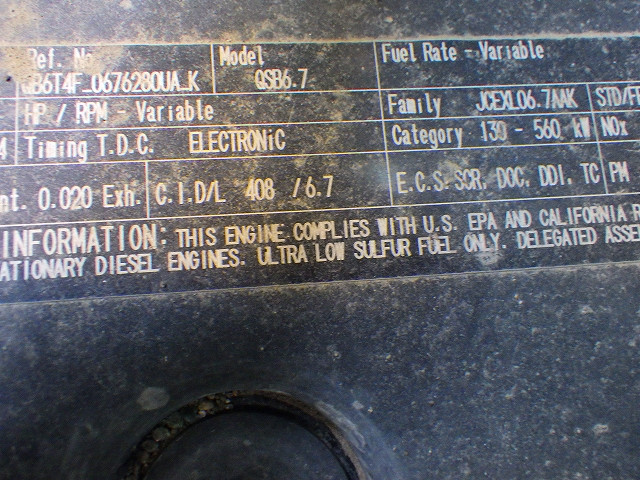 Ref. No Model Fuel Rate - Variable
QSB6.7
HP / RPM - Variable Family JCEXL06.7AAK STD/
Timing T.D.C. ELECTRONiC Category 130 - 560 kW NOx
nt. 0.020 Exh. C.I.D/L 408 /6.7 E.C.S. SCR, DOC, DDI, TC PM
INFORMATION: THIS ENGINE COMPLIES WITH U.S. EPA AND CALIFORNIA
ATIONARY DIESEL ENGINES. ULTRA LOW SULFUR FUEL ONLY. DELEGATED ASSE